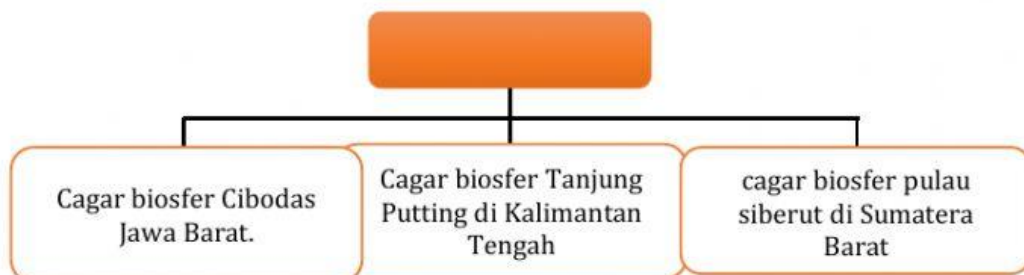 Cagar biosfer Cibodas
Jawa Barat.
Cagar biosfer Tanjung
Putting di Kalimantan
Tengah
cagar biosfer pulau
siberut di Sumatera
Barat